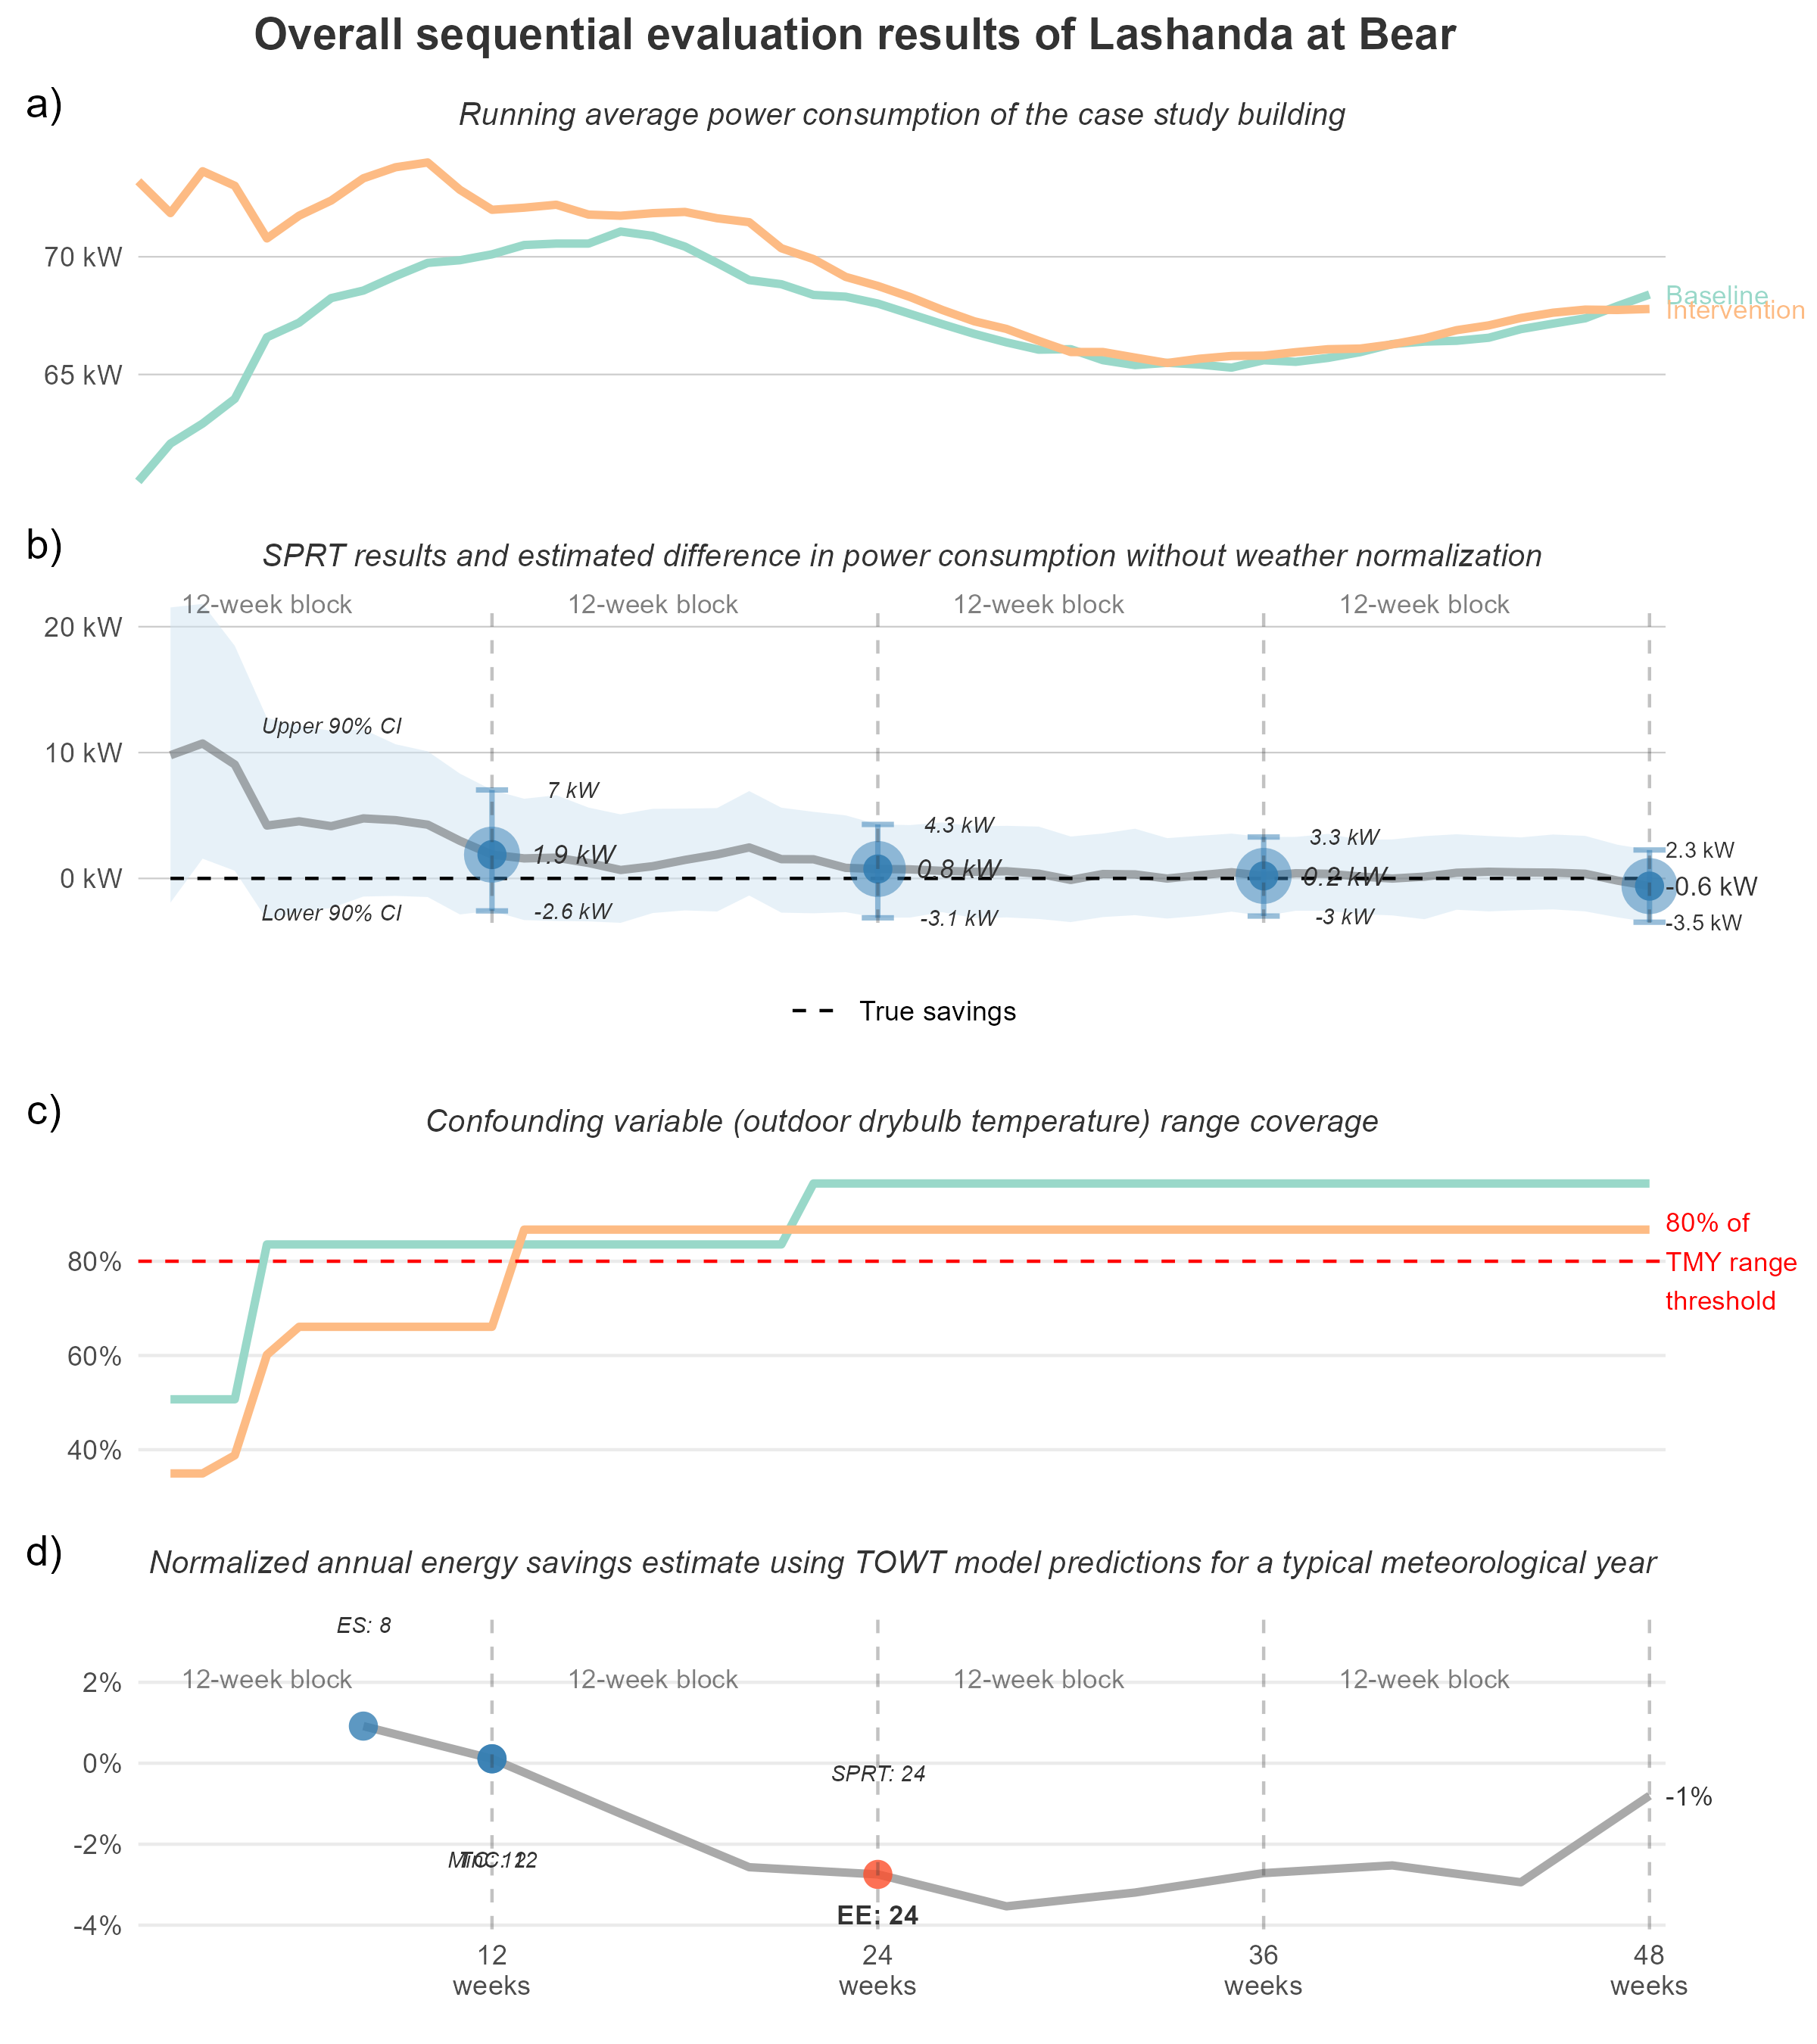 Overall sequential evaluation results of Lashanda at Bear
a)
Running average power consumption of the case study building
70 kW
65 kW
Baseline
Intervention
b)
SPRT results and estimated difference in power consumption without weather normalization
12-week block
12-week block
12-week block
12-week block
20 kW
10 kW
0 kW
Upper 90% CI
Lower 90% CI
7 kW
1.9 kW
-2.6 kW
4.3 kW
0.8 kW
-3.1 kW
3.3 kW
0.2 kW
-3 kW
2.3 kW
-0.6 kW
-3.5 kW
True savings
c)
Confounding variable (outdoor drybulb temperature) range coverage
80%
60%
40%
80% of
TMY range
threshold
d)
Normalized annual energy savings estimate using TOWT model predictions for a typical meteorological year
ES: 8
12-week block
12-week block
12-week block
12-week block
2%
0%
-2%
-4%
SPRT: 24
-1%
EE: 24
12
weeks
24
weeks
36
weeks
48
weeks